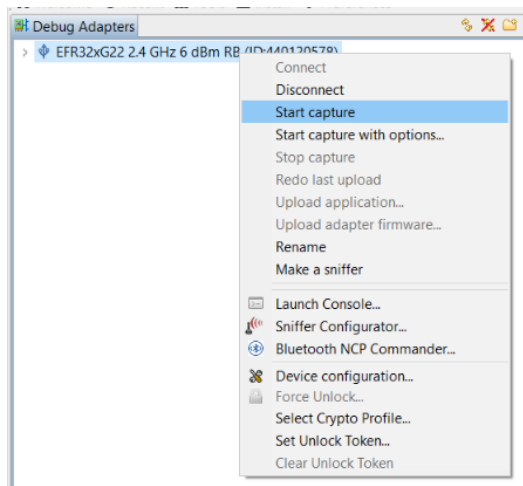 Debug Adapters
EFR32xG22 2.4 GHz 6 dBm RB (ID:440120578)
Connect
Disconnect
Start capture
Start capture with options...
Stop capture
Redo last upload
Upload application...
Upload adapter firmware...
Rename
Make a sniffer
Launch Console...
Sniffer Configurator...
Bluetooth NCP Commander...
Device configuration...
Force Unlock...
Select Crypto Profile...
Set Unlock Token...
Clear Unlock Token